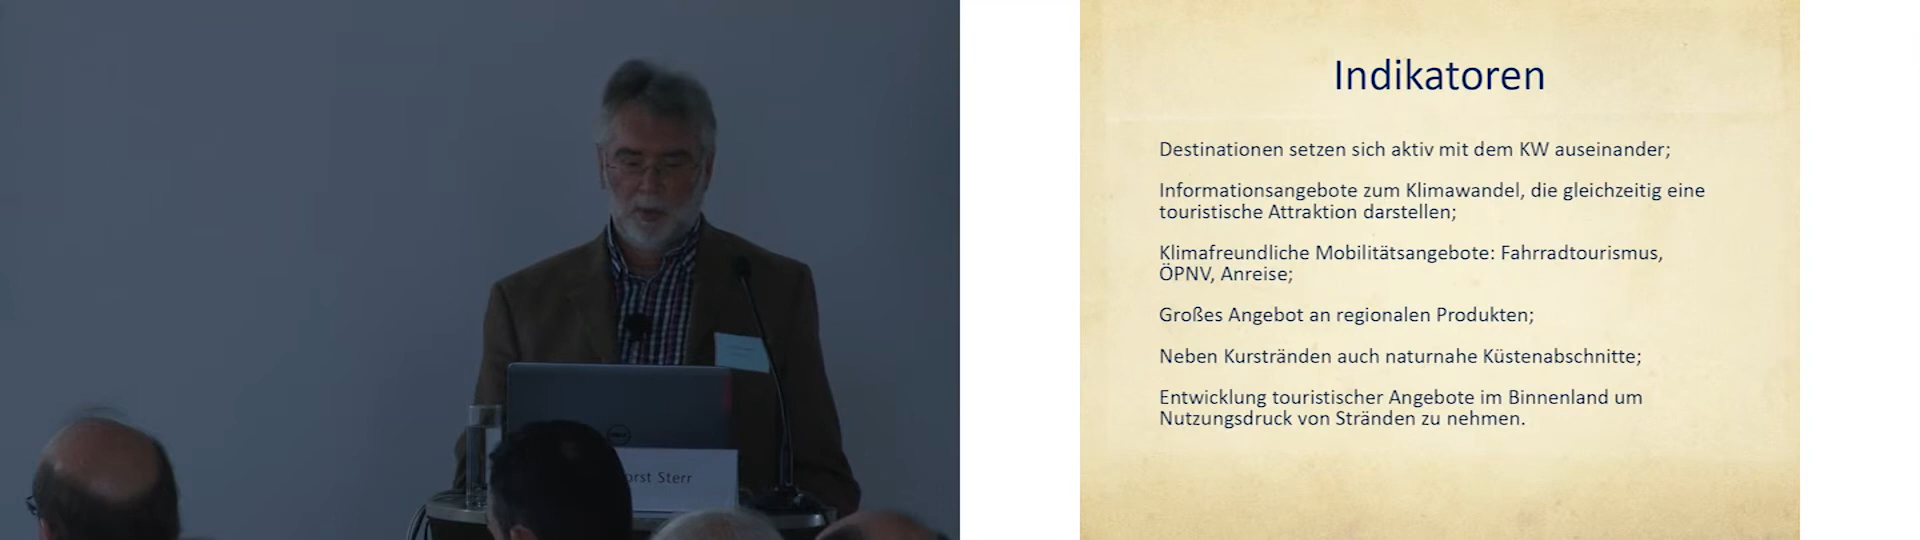 Indikatoren
Destinationen setzen sich aktiv mit dem KW auseinander;
Informationsangebote zum Klimawandel, die gleichzeitig eine
touristische Attraktion darstellen;
Klimafreundliche Mobilitätsangebote: Fahrradtourismus,
ÖPNV, Anreise;
Großes Angebot an regionalen Produkten;
Neben Kurstränden auch naturnahe Küstenabschnitte;
Entwicklung touristischer Angebote im Binnenland um
Nutzungsdruck von Stränden zu nehmen.
Sterr